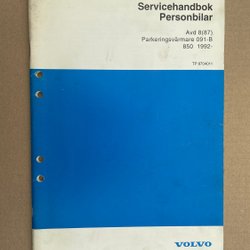 Servicehandbok
Personbilar
Avd 8(87)
Parkeringsvärmare 091-B
850 1992-
VOLVO